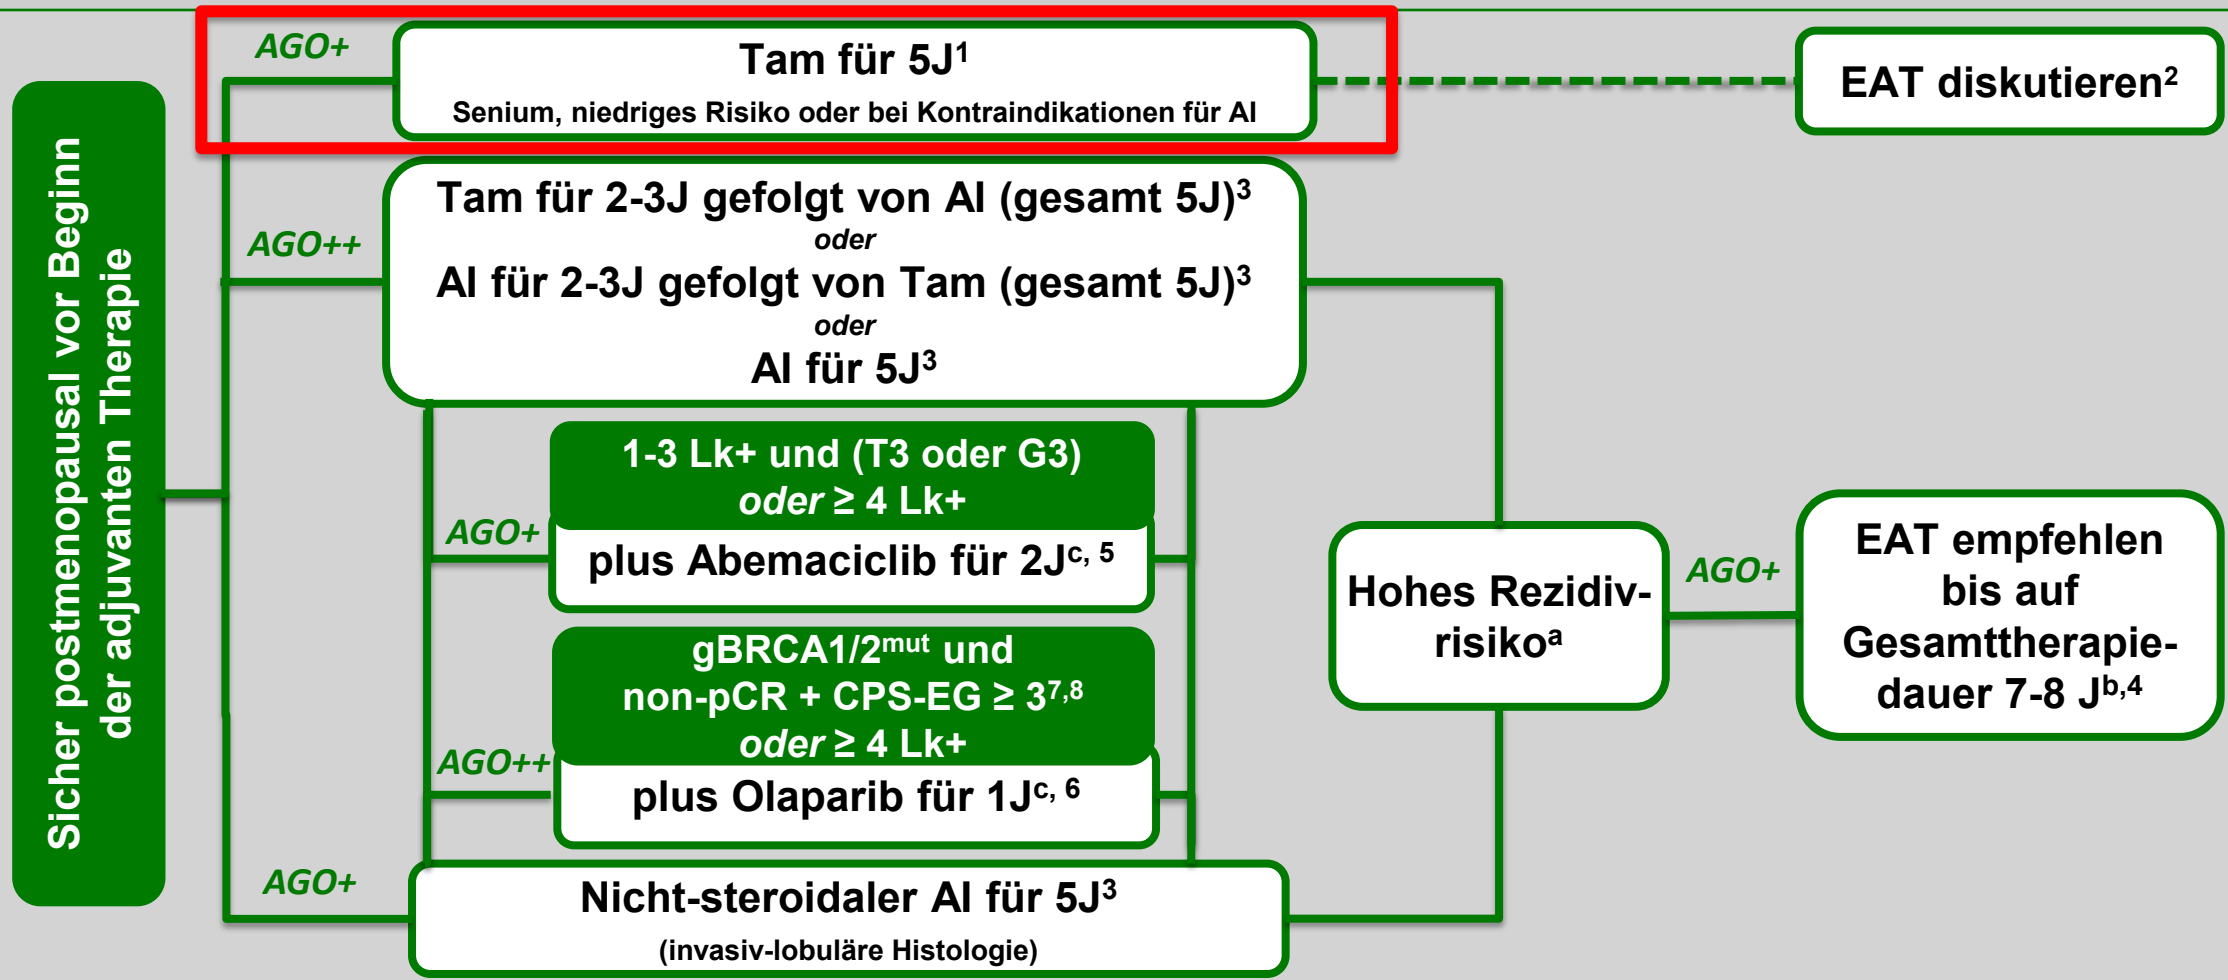 Sicher postmenopausal vor Beginn
der adjuvanten Therapie
AGO+
Tam für 5J¹
Senium, niedriges Risiko oder bei Kontraindikationen für AI
EAT diskutieren²
AGO++
Tam für 2-3J gefolgt von AI (gesamt 5J)³
oder
AI für 2-3J gefolgt von Tam (gesamt 5J)³
oder
AI für 5J³
1-3 Lk+ und (T3 oder G3)
oder ≥ 4 Lk+
AGO+
plus Abemaciclib für 2Jᶜ, ⁵
gBRCA1/2ᵐᵘᵗ und
non-pCR + CPS-EG ≥ 3⁷,⁸
oder ≥ 4 Lk+
AGO++
plus Olaparib für 1Jᶜ, ⁶
AGO+
Nicht-steroidaler AI für 5J³
(invasiv-lobuläre Histologie)
Hohes Rezidiv-
risikoᵃ
AGO+
EAT empfehlen
bis auf
Gesamttherapie-
dauer 7-8 Jᵇ,⁴